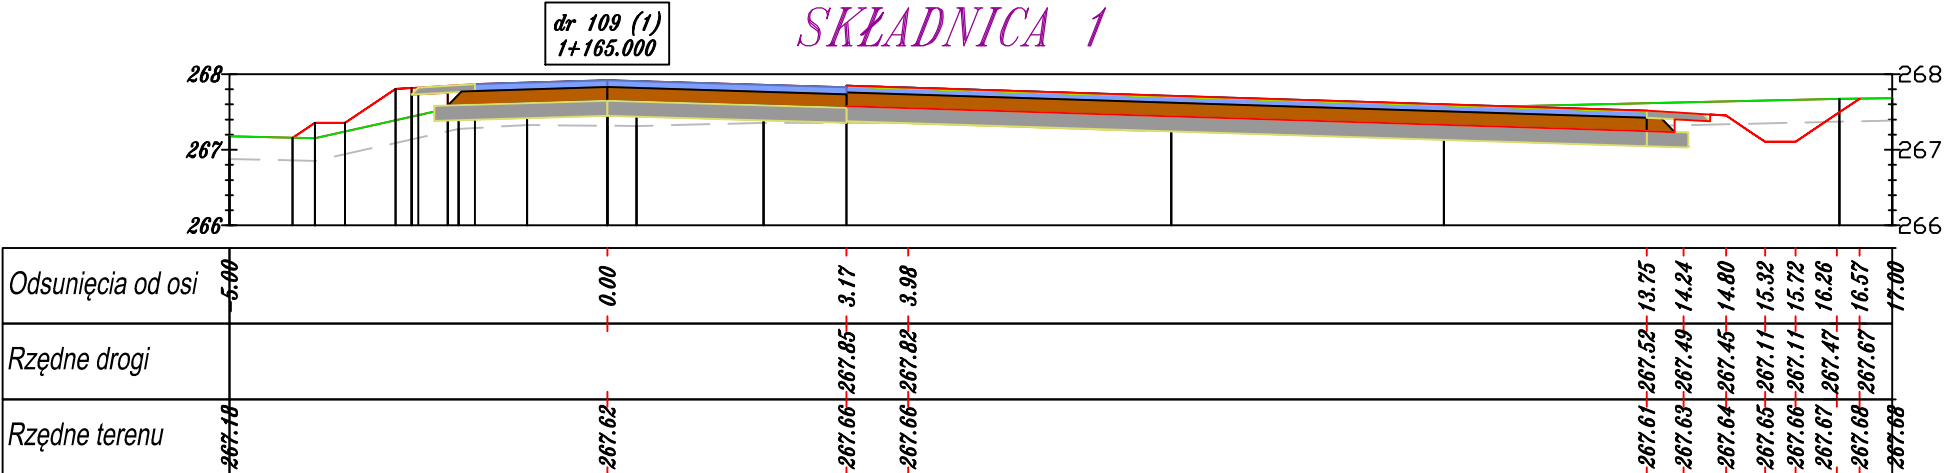 SKŁADNICA 1
dr 109 (1)
1+165.000
268 268
267 267
266 266
Odsunięcia od osi -5.00 0.00 3.17 3.98 13.75 14.24 14.80 15.32 15.72 16.26 16.57 17.00
Rzędne drogi 267.85 267.82 267.52 267.49 267.45 267.11 267.11 267.47 267.67
Rzędne terenu 267.18 267.62 267.66 267.66 267.61 267.63 267.64 267.65 267.66 267.67 267.68 267.68